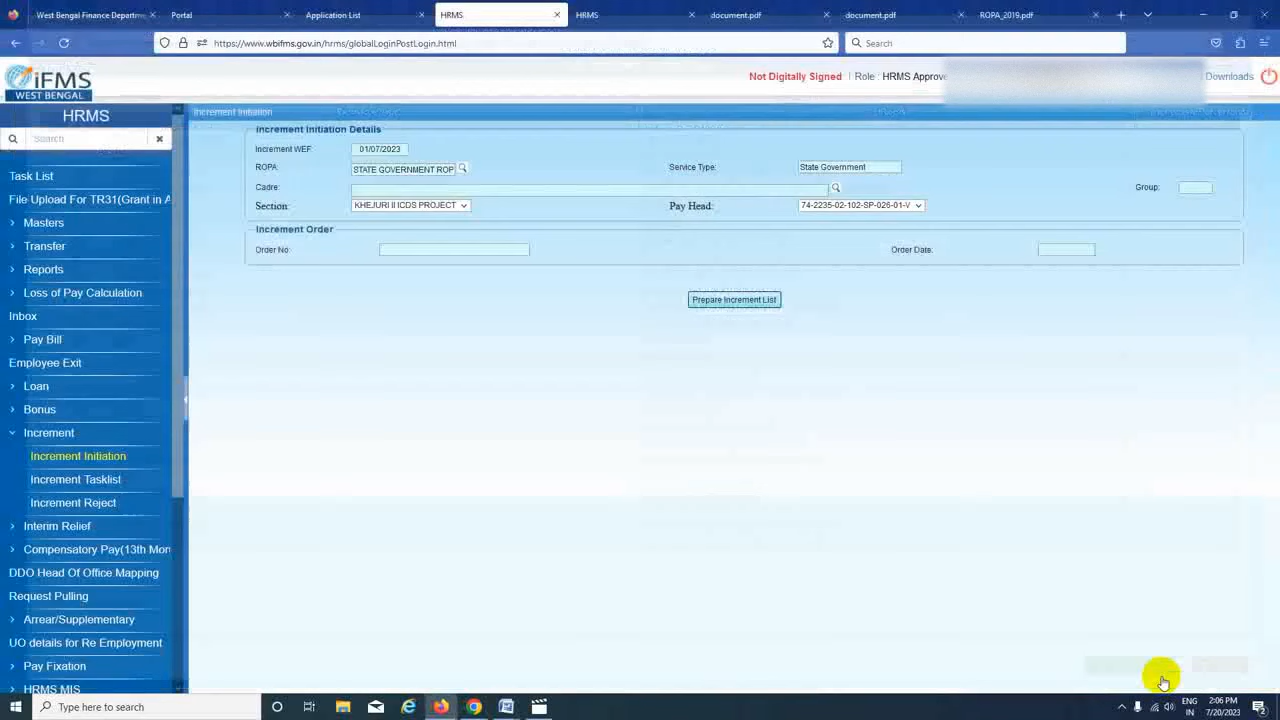 West Bengal Finance Departm
Portal
Application List
HRMS
HRMS
document.pdf
document.pdf
ROPA_2019.pdf
https://www.wbifms.gov.in/hrms/globalLoginPostLogin.html
Search
iFMS
WEST BENGAL
Not Digitally Signed
Role : HRMS Approve
Downloads
HRMS
Search
Task List
File Upload For TR31(Grant in A
Masters
Transfer
Reports
Loss of Pay Calculation
Inbox
Pay Bill
Employee Exit
Loan
Bonus
Increment
Increment Initiation
Increment Tasklist
Increment Reject
Interim Relief
Compensatory Pay(13th Mon
DDO Head Of Office Mapping
Request Pulling
Arrear/Supplementary
UO details for Re Employment
Pay Fixation
HRMS MIS
Increment Initiation
Increment Initiation Details
Increment WEF: 01/07/2023
ROPA: STATE GOVERNMENT ROP
Service Type: State Government
Cadre:
Group:
Section: KHEJURI II ICDS PROJECT
Pay Head: 74-2235-02-102-SP-026-01-V
Increment Order
Order No:
Order Date:
Prepare Increment List
Type here to search
ENG
IN
2:06 PM
7/20/2023
2